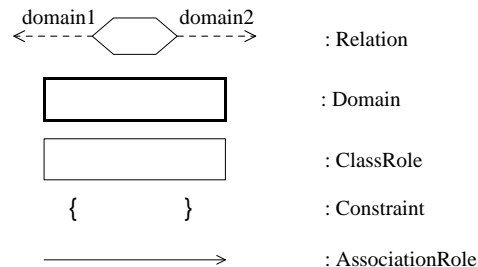 domain1 domain2
: Relation
: Domain
: ClassRole
{ } : Constraint
: AssociationRole